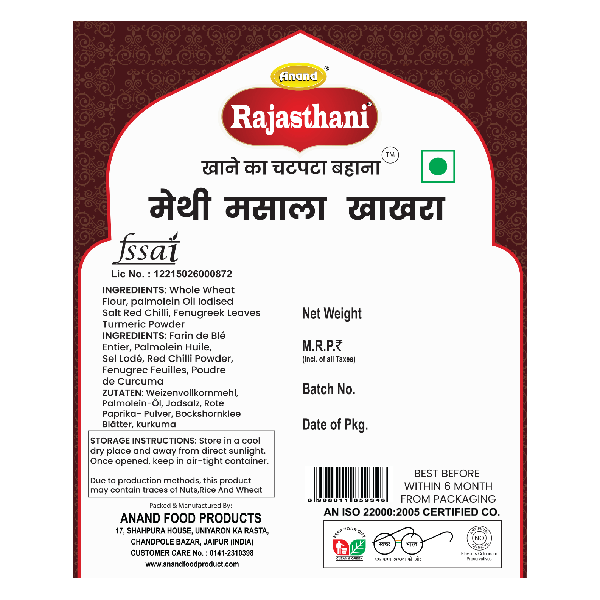 Anand
Rajasthani
खाने का चटपटा बहाना
TM
मेथी मसाला खाखरा
fssai
Lic No. : 12215026000872
INGREDIENTS: Whole Wheat
Flour, palmolein Oil Iodised
Salt Red Chilli, Fenugreek Leaves
Turmeric Powder
INGREDIENTS: Farin de Blé
Entier, Palmolein Huile,
Sel Lodé, Red Chilli Powder,
Fenugrec Feuilles, Poudre
de Curcuma
ZUTATEN: Weizenvollkornmehl,
Palmolein-Öl, Jodsalz, Rote
Paprika- Pulver, Bockshornklee
Blätter, kurkuma
Net Weight
M.R.P.₹
(incl. of all Taxes)
Batch No.
Date of Pkg.
STORAGE INSTRUCTIONS: Store in a cool
dry place and away from direct sunlight.
Once opened, keep in air-tight container.
Due to production methods, this product
may contain traces of Nuts,Rice And Wheat
Packed & Manufactured By:
ANAND FOOD PRODUCTS
17, SHAHPURA HOUSE, UNIYARON KA RASTA,
CHANDPOLE BAZAR, JAIPUR (INDIA)
CUSTOMER CARE No. : 0141-2310398
www.anandfoodproduct.com
BEST BEFORE
WITHIN 6 MONTH
FROM PACKAGING
AN ISO 22000:2005 CERTIFIED CO.
स्वच्छ भारत
NO